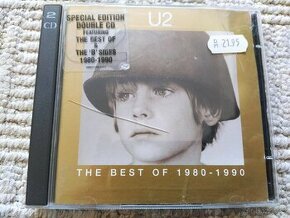 2
CD
SPECIAL EDITION
DOUBLE CD
FEATURING
THE BEST OF
&
THE 'B' SIDES
1980-1990
U2
21.95
THE BEST OF 1980-1990